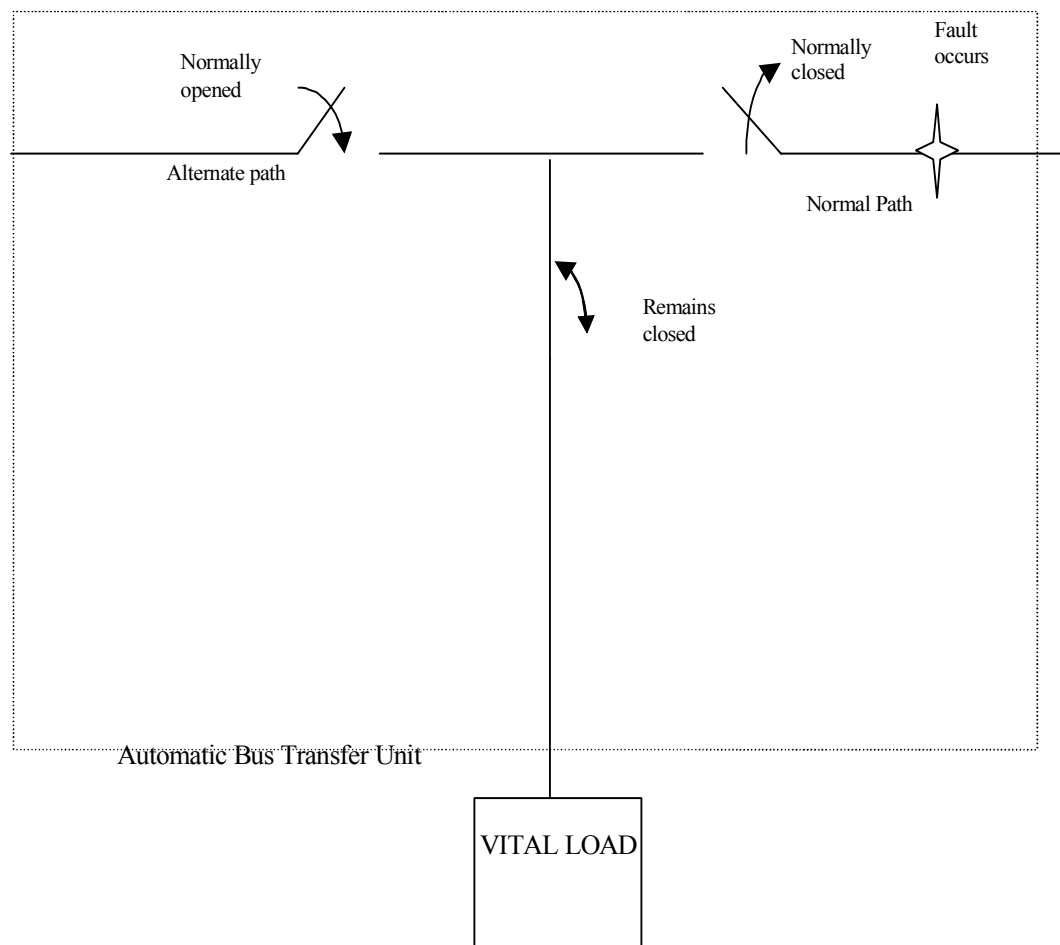 Fault
occurs
Normally
closed
Normally
opened
Alternate path
Normal Path
Remains
closed
Automatic Bus Transfer Unit
VITAL LOAD